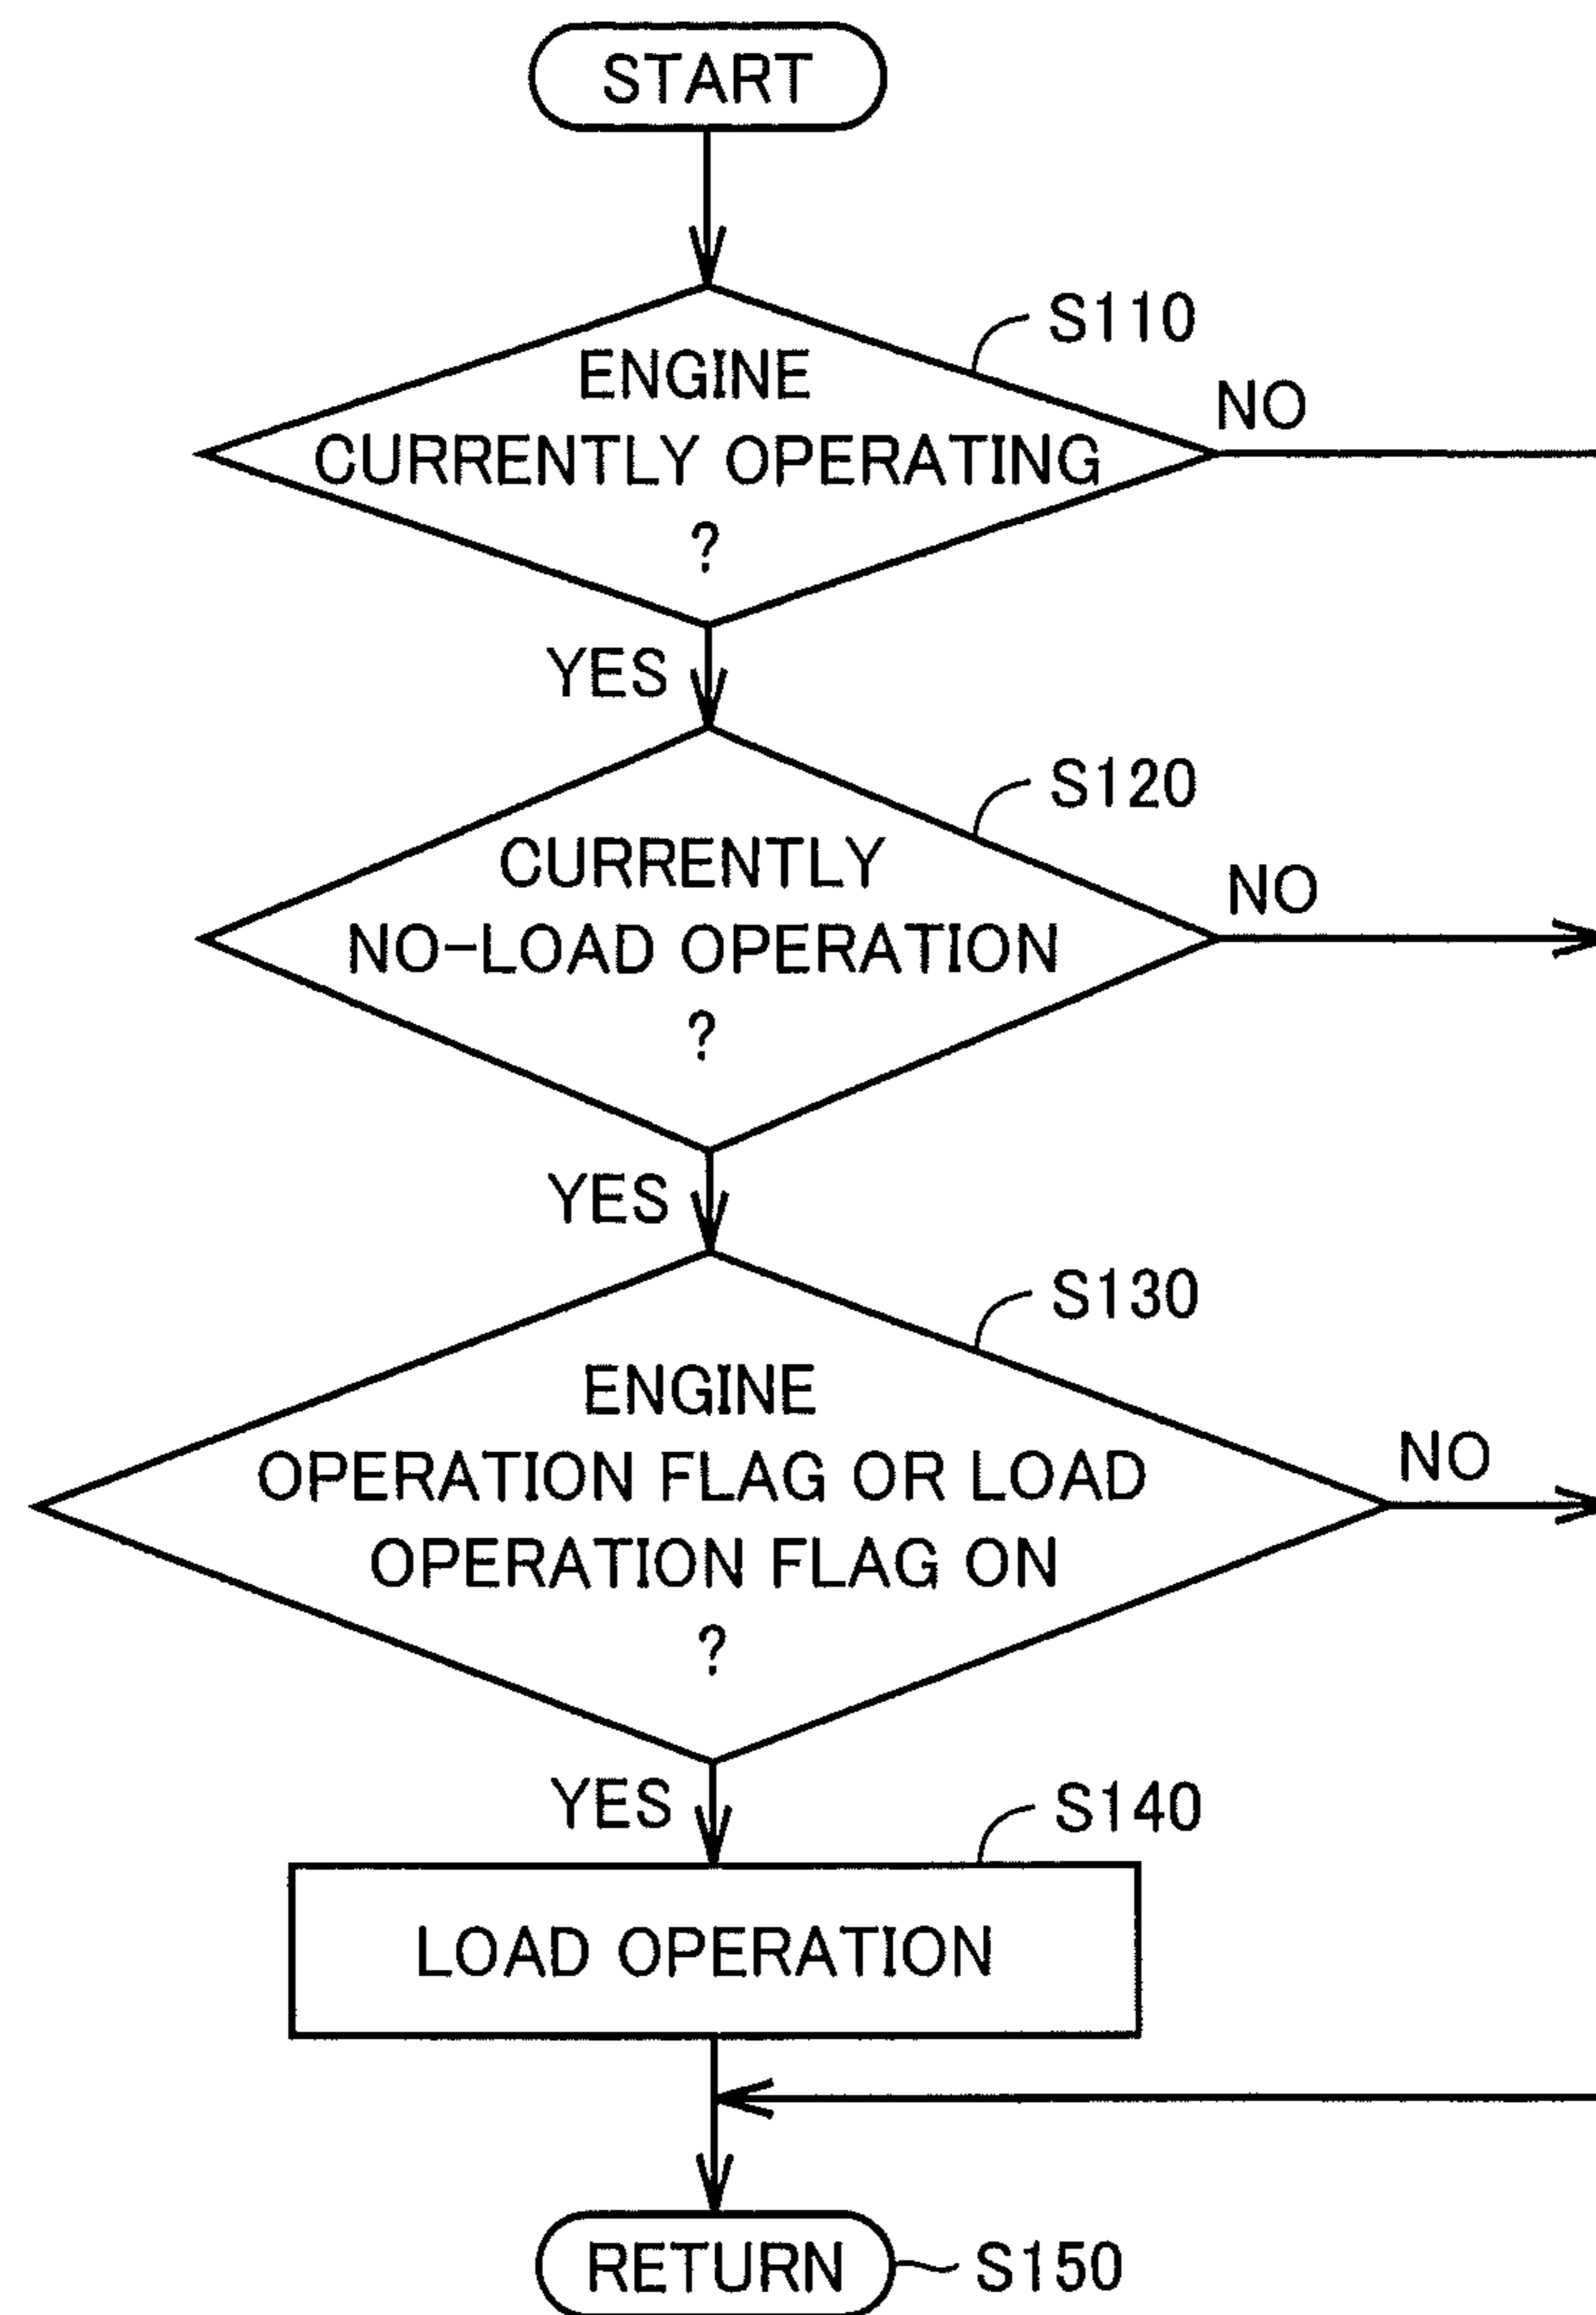 START
S110
ENGINE
CURRENTLY OPERATING
?
NO
YES
S120
CURRENTLY
NO-LOAD OPERATION
?
NO
YES
S130
ENGINE
OPERATION FLAG OR LOAD
OPERATION FLAG ON
?
NO
YES
S140
LOAD OPERATION
RETURN
S150